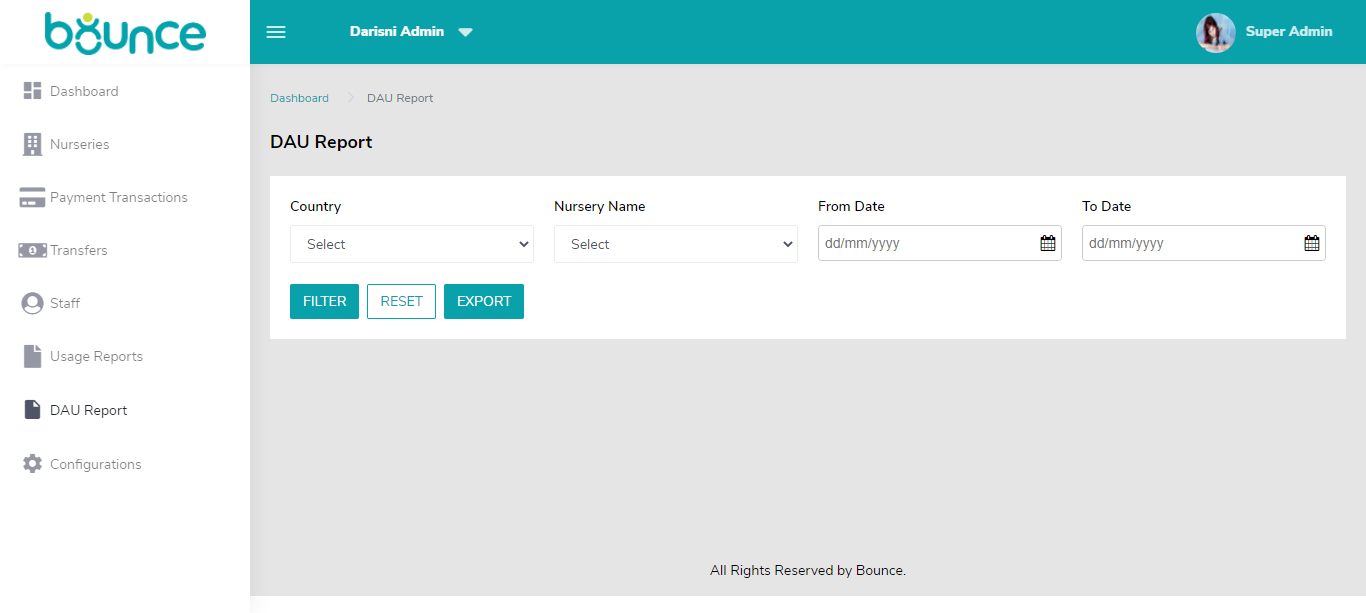 bounce
Darisni Admin
Super Admin
Dashboard
Nurseries
Payment Transactions
Transfers
Staff
Usage Reports
DAU Report
Configurations
Dashboard DAU Report
DAU Report
Country Nursery Name From Date To Date
Select Select dd/mm/yyyy dd/mm/yyyy
FILTER RESET EXPORT
All Rights Reserved by Bounce.